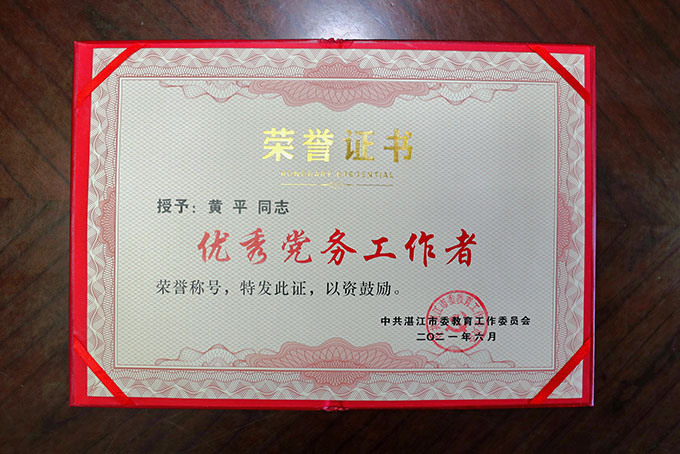 荣誉证书
HONORARY CREDENTIAL
授予：黄 平 同志
优秀党务工作者
荣誉称号，特发此证，以资鼓励。
中共湛江市委教育工作委员会
二〇二一年六月